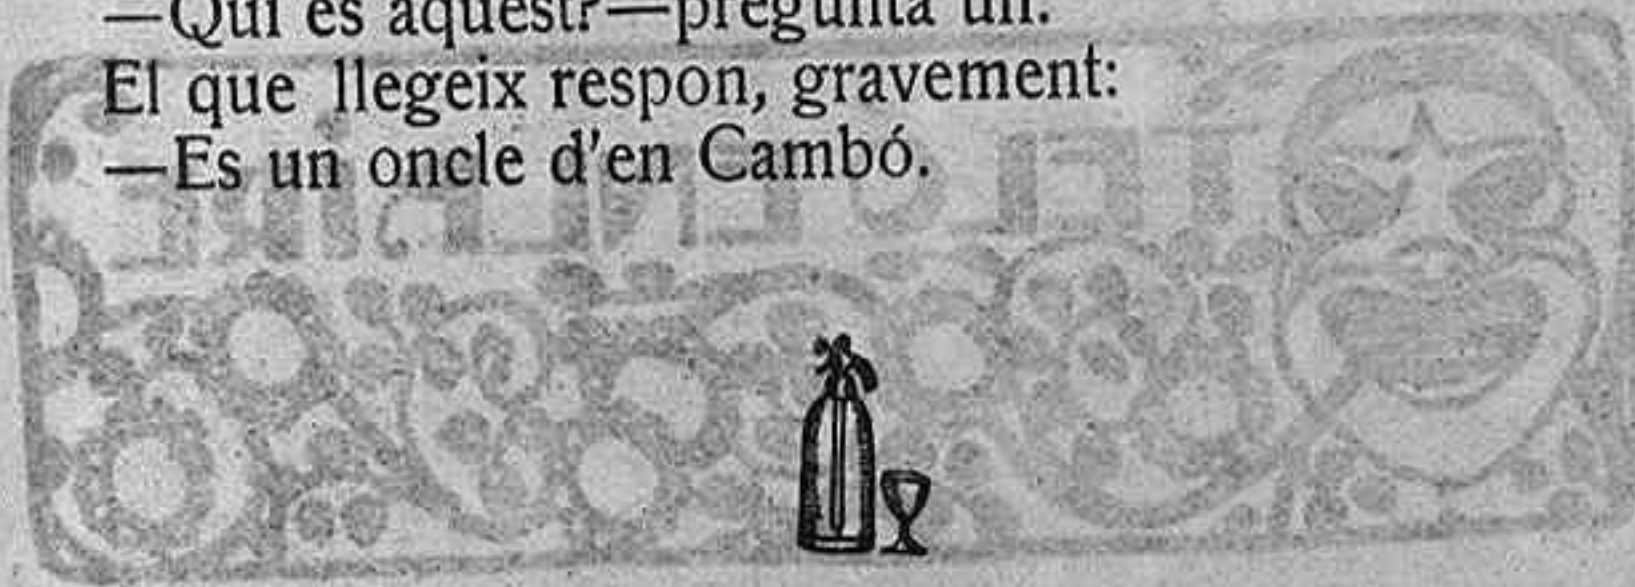 —Qui es aquest?—pregunta un.
El que llegeix respon, gravement:
—Es un oncle d'en Cambó.